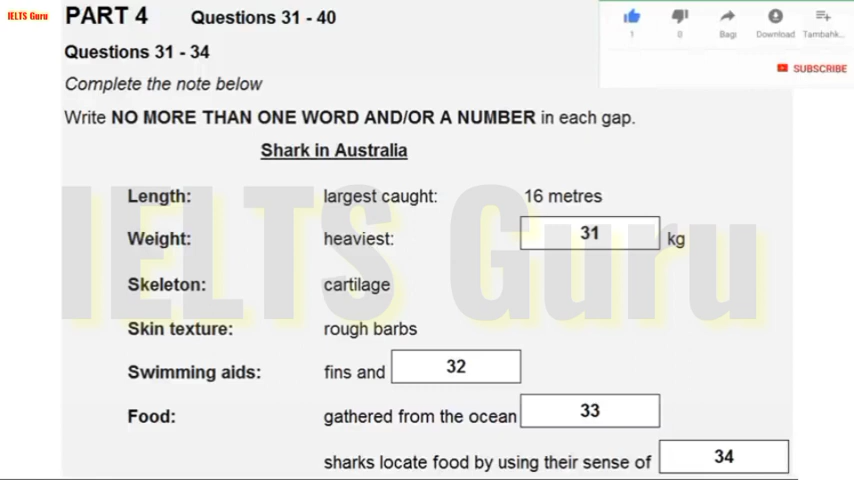 IELTS Guru
PART 4 Questions 31 - 40
1 0 Bagi Download Tambahk...
SUBSCRIBE
Questions 31 - 34
Complete the note below
Write NO MORE THAN ONE WORD AND/OR A NUMBER in each gap.
Shark in Australia
Length: largest caught: 16 metres
Weight: heaviest: 31 kg
Skeleton: cartilage
Skin texture: rough barbs
Swimming aids: fins and 32
Food: gathered from the ocean 33
sharks locate food by using their sense of 34
IELTS Guru